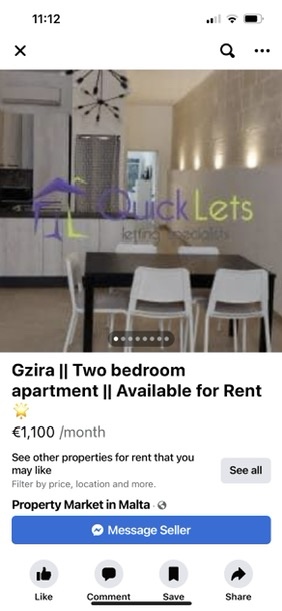 11:12
QuickLets
letting specialists
Gzira || Two bedroom
apartment || Available for Rent
🌟
€1,100 /month
See other properties for rent that you
may like
Filter by price, location and more.
See all
Property Market in Malta ·
Message Seller
Like
Comment
Save
Share